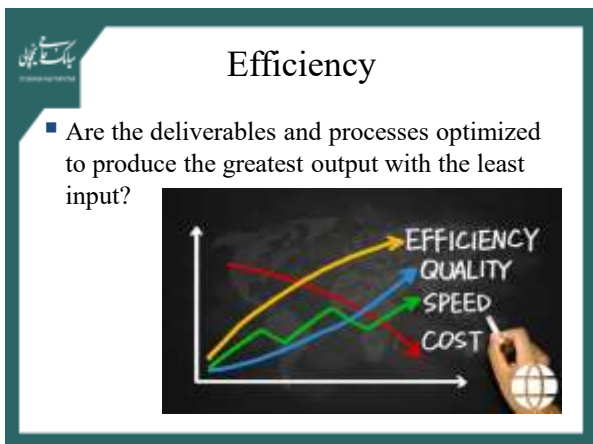 Efficiency
Are the deliverables and processes optimized
to produce the greatest output with the least
input?
EFFICIENCY
QUALITY
SPEED
COST